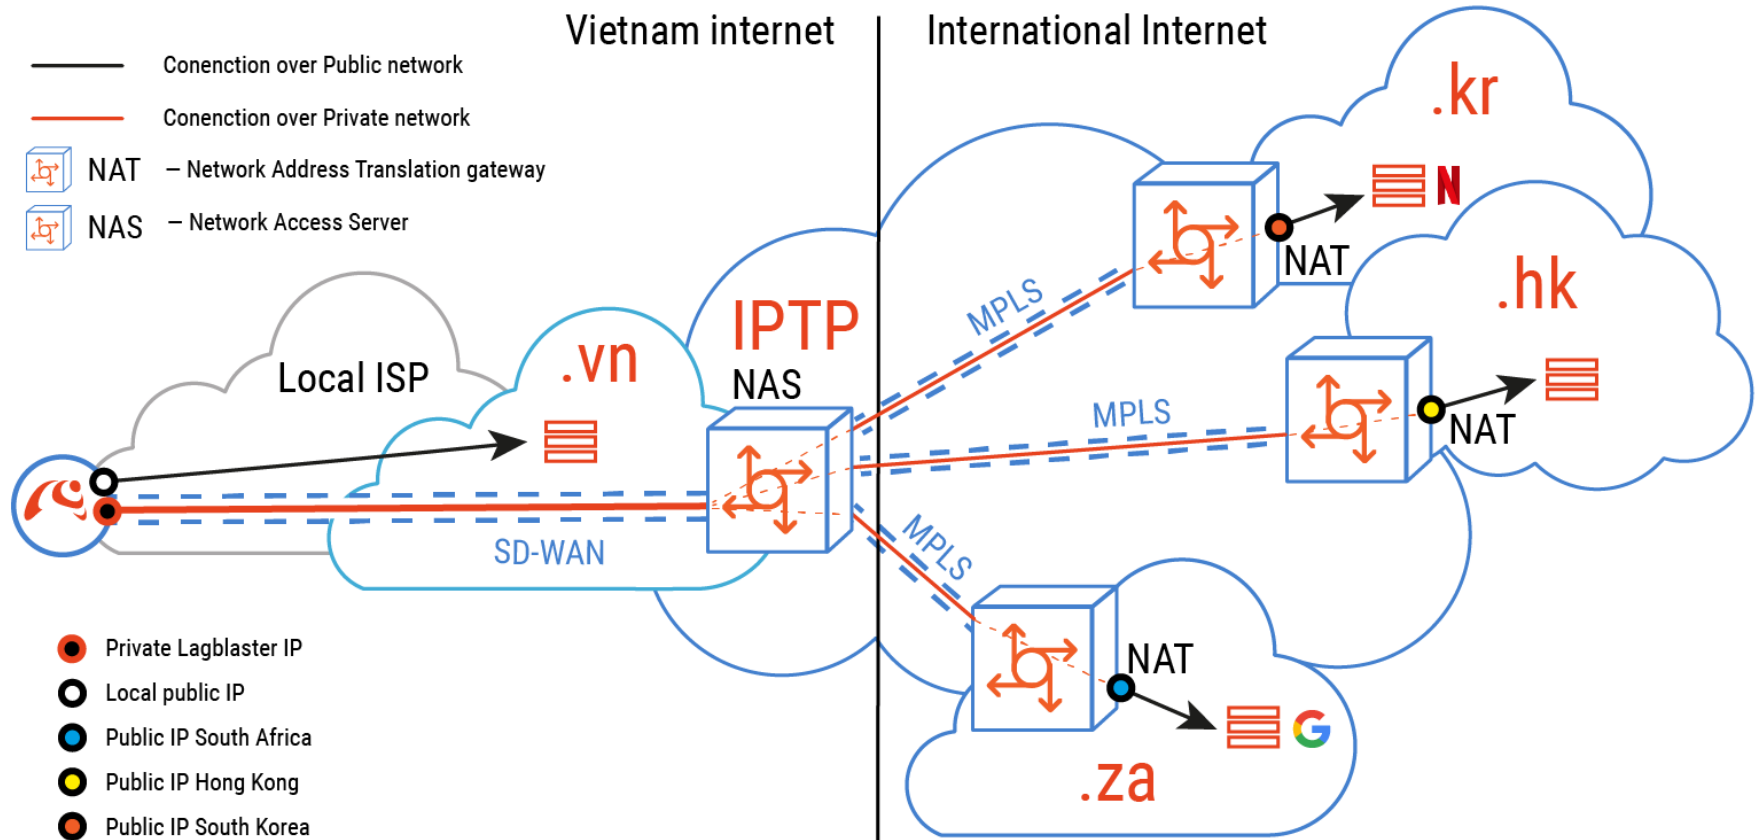 Vietnam internet
International Internet
Conenction over Public network
Conenction over Private network
NAT – Network Address Translation gateway
NAS – Network Access Server
.kr
N
NAT
.hk
MPLS
IPTP
NAS
Local ISP
.vn
MPLS
NAT
SD-WAN
MPLS
NAT
G
.za
Private Lagblaster IP
Local public IP
Public IP South Africa
Public IP Hong Kong
Public IP South Korea